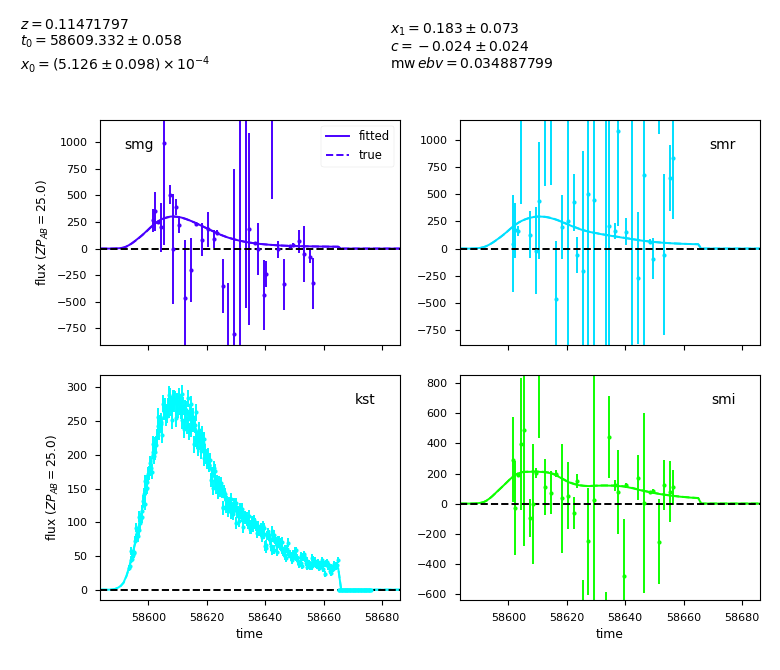 z = 0.11471797
t0 = 58609.332 ± 0.058
x0 = (5.126 ± 0.098) × 10^−4
x1 = 0.183 ± 0.073
c = −0.024 ± 0.024
mw ebv = 0.034887799
smg
fitted
true
1000
750
500
250
0
−250
−500
−750
flux (ZP_AB = 25.0)
smr
1000
750
500
250
0
−250
−500
−750
kst
300
250
200
150
100
50
0
flux (ZP_AB = 25.0)
58600 58620 58640 58660 58680
time
smi
800
600
400
200
0
−200
−400
−600
58600 58620 58640 58660 58680
time